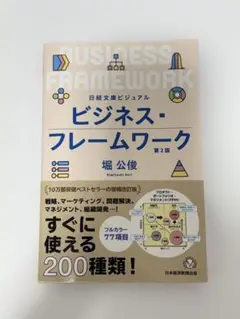 BUSINESS
FRAMEWORK
日経文庫ビジュアル
ビジネス・
フレームワーク
第2版
堀 公俊
10万部突破ベストセラーの増補改訂版
戦略、マーケティング、問題解決、
マネジメント、組織開発…!
すぐに
使える
200種類!
フルカラー
77項目
日本経済新聞出版